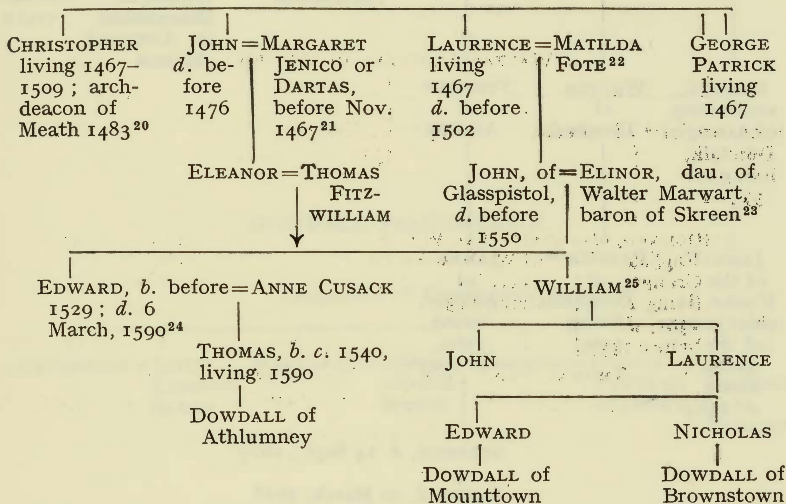 CHRISTOPHER
living 1467–
1509 ; arch-
deacon of
Meath 1483²⁰
JOHN=MARGARET
d. be- JENICO or
fore DARTAS,
1476 before Nov.
1467²¹
LAURENCE=MATILDA
living FOTE²²
1467
d. before
1502
GEORGE
PATRICK
living
1467
ELEANOR=THOMAS
FITZ-
WILLIAM
JOHN, of=ELINOR, dau. of
Glasspistol, Walter Marwart,
d. before baron of Skreen²³
1550
EDWARD, b. before=ANNE CUSACK
1529 ; d. 6
March, 1590²⁴
WILLIAM²⁵
THOMAS, b. c. 1540,
living 1590
DOWDALL of
Athlumney
JOHN
LAURENCE
EDWARD
NICHOLAS
DOWDALL of
Mounttown
DOWDALL of
Brownstown